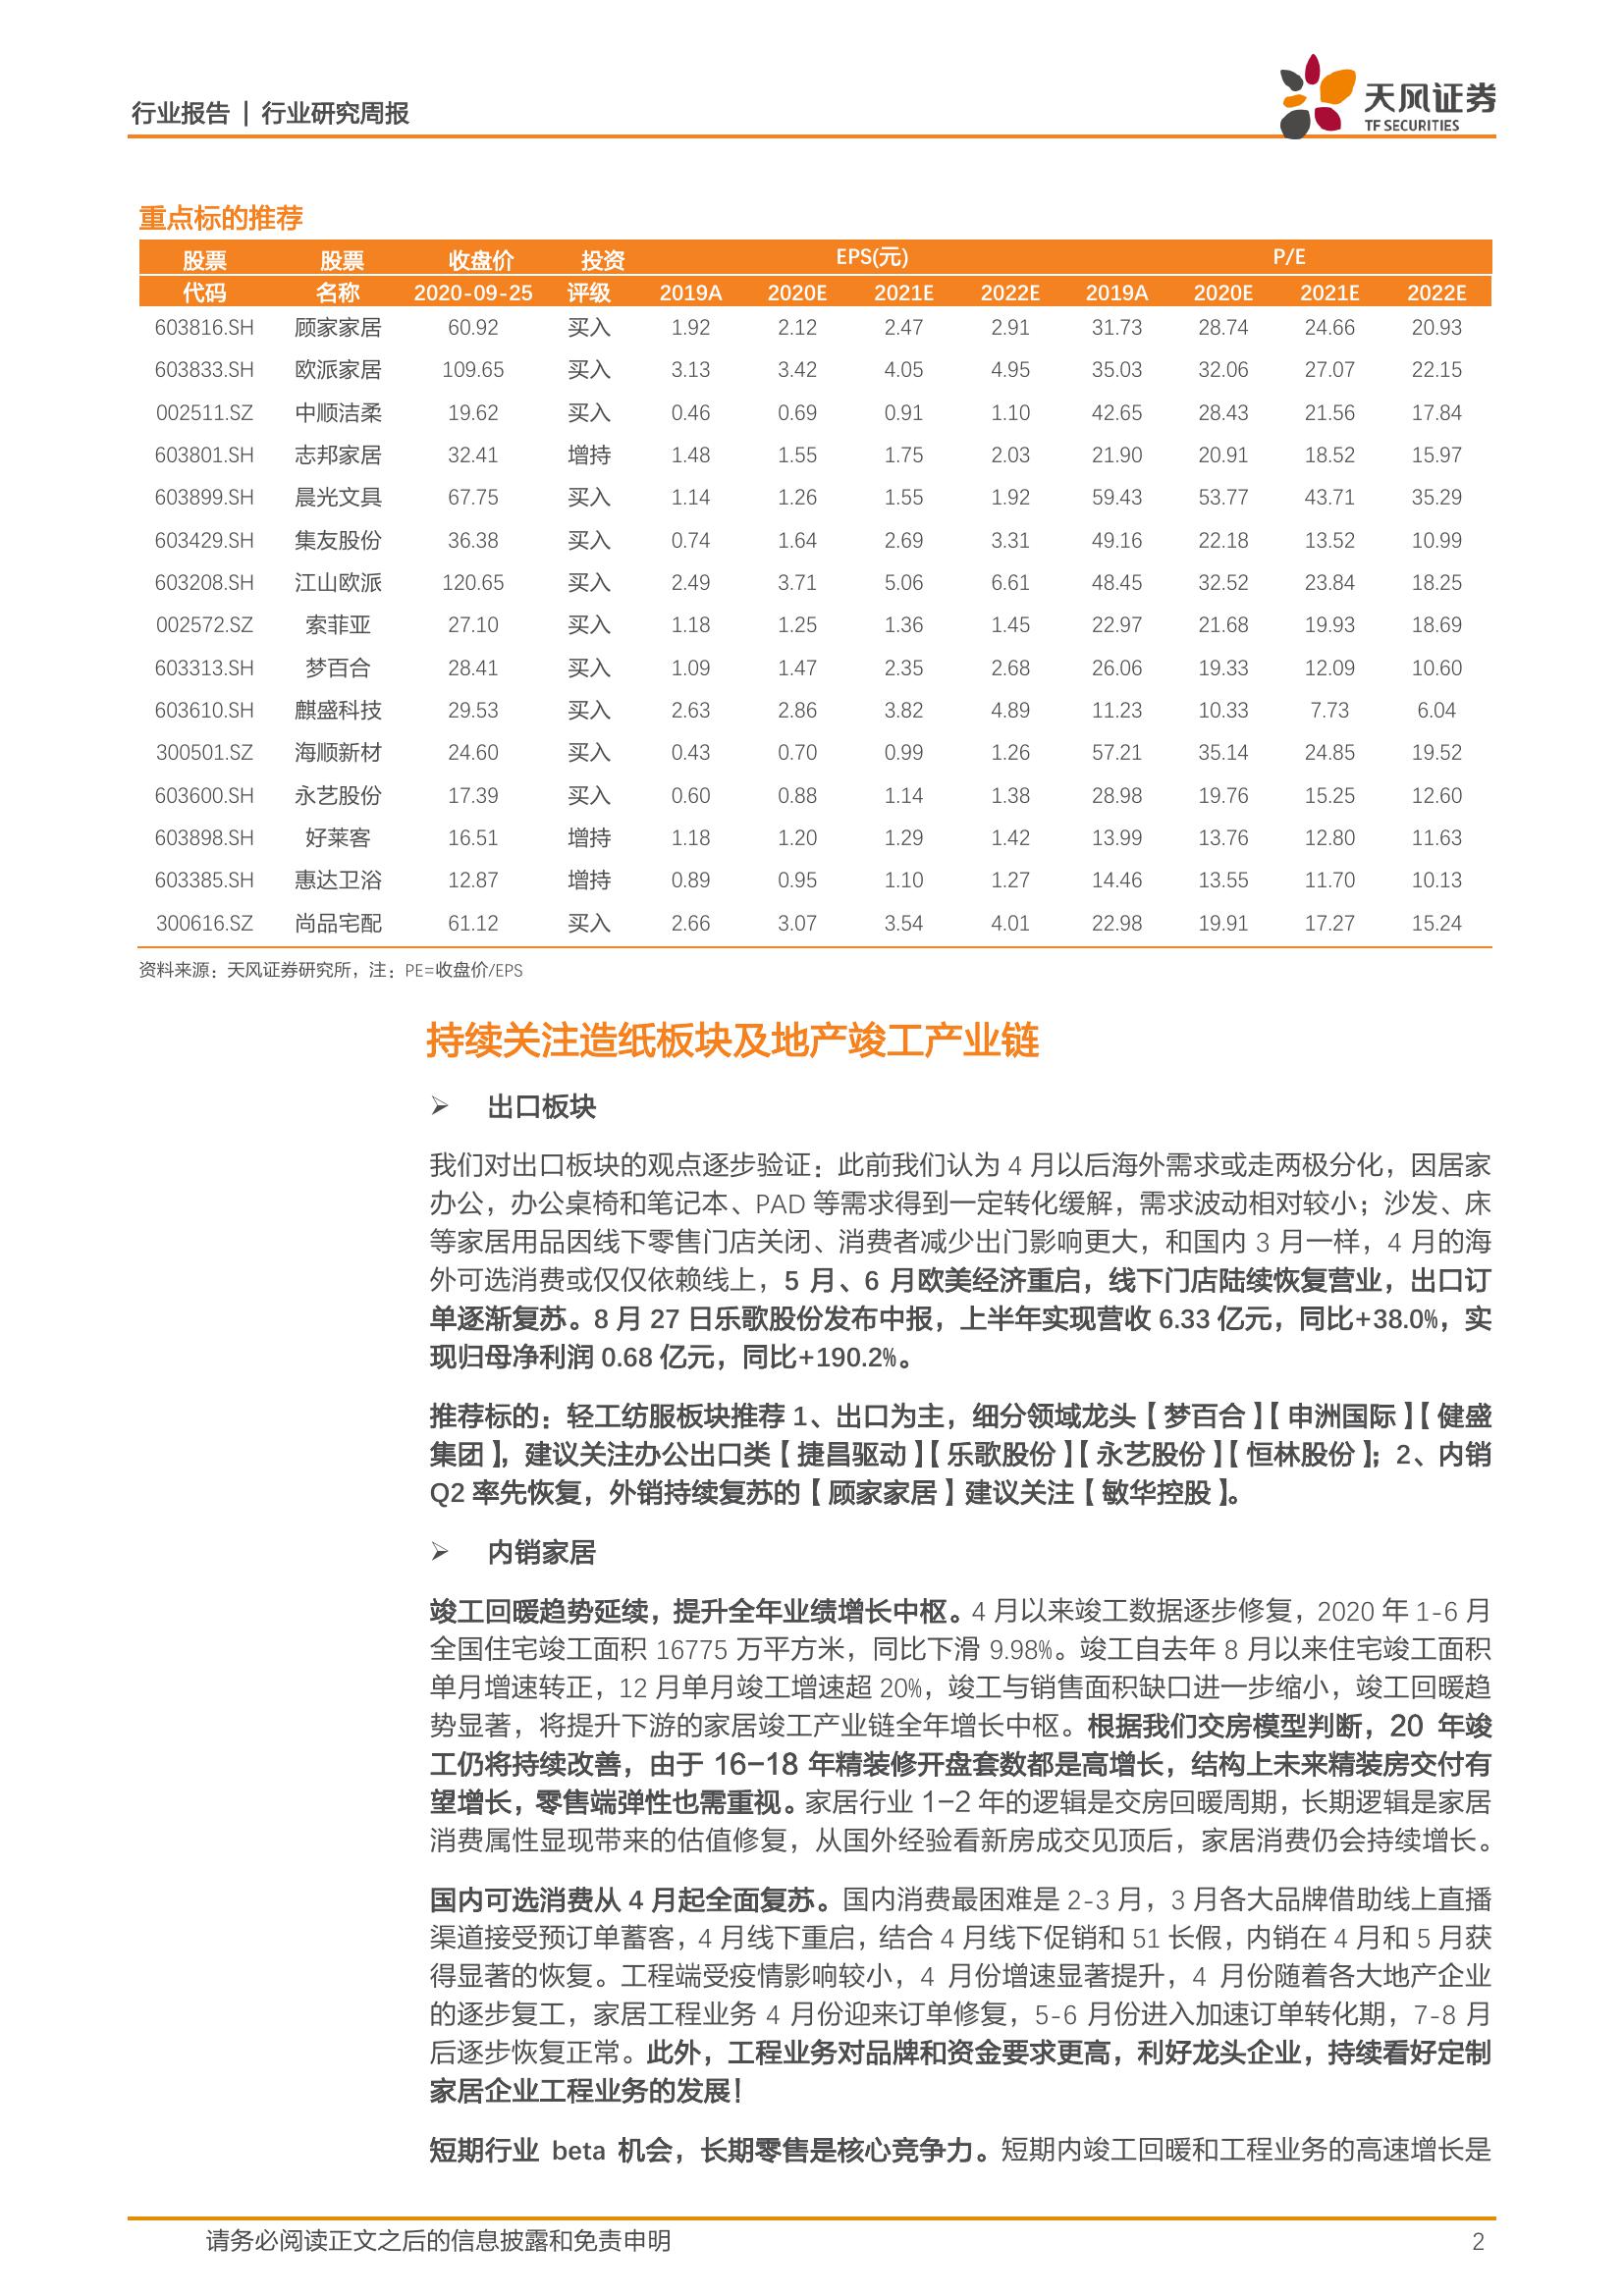 行业报告 | 行业研究周报
天风证券
TF SECURITIES
重点标的推荐
股票 股票 收盘价 投资 EPS(元) P/E
代码 名称 2020-09-25 评级 2019A 2020E 2021E 2022E 2019A 2020E 2021E 2022E
603816.SH 顾家家居 60.92 买入 1.92 2.12 2.47 2.91 31.73 28.74 24.66 20.93
603833.SH 欧派家居 109.65 买入 3.13 3.42 4.05 4.95 35.03 32.06 27.07 22.15
002511.SZ 中顺洁柔 19.62 买入 0.46 0.69 0.91 1.10 42.65 28.43 21.56 17.84
603801.SH 志邦家居 32.41 增持 1.48 1.55 1.75 2.03 21.90 20.91 18.52 15.97
603899.SH 晨光文具 67.75 买入 1.14 1.26 1.55 1.92 59.43 53.77 43.71 35.29
603429.SH 集友股份 36.38 买入 0.74 1.64 2.69 3.31 49.16 22.18 13.52 10.99
603208.SH 江山欧派 120.65 买入 2.49 3.71 5.06 6.61 48.45 32.52 23.84 18.25
002572.SZ 索菲亚 27.10 买入 1.18 1.25 1.36 1.45 22.97 21.68 19.93 18.69
603313.SH 梦百合 28.41 买入 1.09 1.47 2.35 2.68 26.06 19.33 12.09 10.60
603610.SH 麒盛科技 29.53 买入 2.63 2.86 3.82 4.89 11.23 10.33 7.73 6.04
300501.SZ 海顺新材 24.60 买入 0.43 0.70 0.99 1.26 57.21 35.14 24.85 19.52
603600.SH 永艺股份 17.39 买入 0.60 0.88 1.14 1.38 28.98 19.76 15.25 12.60
603898.SH 好莱客 16.51 增持 1.18 1.20 1.29 1.42 13.99 13.76 12.80 11.63
603385.SH 惠达卫浴 12.87 增持 0.89 0.95 1.10 1.27 14.46 13.55 11.70 10.13
300616.SZ 尚品宅配 61.12 买入 2.66 3.07 3.54 4.01 22.98 19.91 17.27 15.24
资料来源：天风证券研究所，注：PE=收盘价/EPS
持续关注造纸板块及地产竣工产业链
➢ 出口板块
我们对出口板块的观点逐步验证：此前我们认为 4 月以后海外需求或走两极分化，因居家
办公，办公桌椅和笔记本、PAD 等需求得到一定转化缓解，需求波动相对较小；沙发、床
等家居用品因线下零售门店关闭、消费者减少出门影响更大，和国内 3 月一样，4 月的海
外可选消费或仅仅依赖线上，5 月、6 月欧美经济重启，线下门店陆续恢复营业，出口订
单逐渐复苏。8 月 27 日乐歌股份发布中报，上半年实现营收 6.33 亿元，同比+38.0%，实
现归母净利润 0.68 亿元，同比+190.2%。
推荐标的：轻工纺服板块推荐 1、出口为主，细分领域龙头【梦百合】【申洲国际】【健盛
集团】，建议关注办公出口类【捷昌驱动】【乐歌股份】【永艺股份】【恒林股份】；2、内销
Q2 率先恢复，外销持续复苏的【顾家家居】建议关注【敏华控股】。
➢ 内销家居
竣工回暖趋势延续，提升全年业绩增长中枢。4 月以来竣工数据逐步修复，2020 年 1-6 月
全国住宅竣工面积 16775 万平方米，同比下滑 9.98%。竣工自去年 8 月以来住宅竣工面积
单月增速转正，12 月单月竣工增速超 20%，竣工与销售面积缺口进一步缩小，竣工回暖趋
势显著，将提升下游的家居竣工产业链全年增长中枢。根据我们交房模型判断，20 年竣
工仍将持续改善，由于 16-18 年精装修开盘套数都是高增长，结构上未来精装房交付有
望增长，零售端弹性也需重视。家居行业 1-2 年的逻辑是交房回暖周期，长期逻辑是家居
消费属性显现带来的估值修复，从国外经验看新房成交见顶后，家居消费仍会持续增长。
国内可选消费从 4 月起全面复苏。国内消费最困难是 2-3 月，3 月各大品牌借助线上直播
渠道接受预订单蓄客，4 月线下重启，结合 4 月线下促销和 51 长假，内销在 4 月和 5 月获
得显著的恢复。工程端受疫情影响较小，4 月份增速显著提升，4 月份随着各大地产企业
的逐步复工，家居工程业务 4 月份迎来订单修复，5-6 月份进入加速订单转化期，7-8 月
后逐步恢复正常。此外，工程业务对品牌和资金要求更高，利好龙头企业，持续看好定制
家居企业工程业务的发展！
短期行业 beta 机会，长期零售是核心竞争力。短期内竣工回暖和工程业务的高速增长是
请务必阅读正文之后的信息披露和免责申明 2